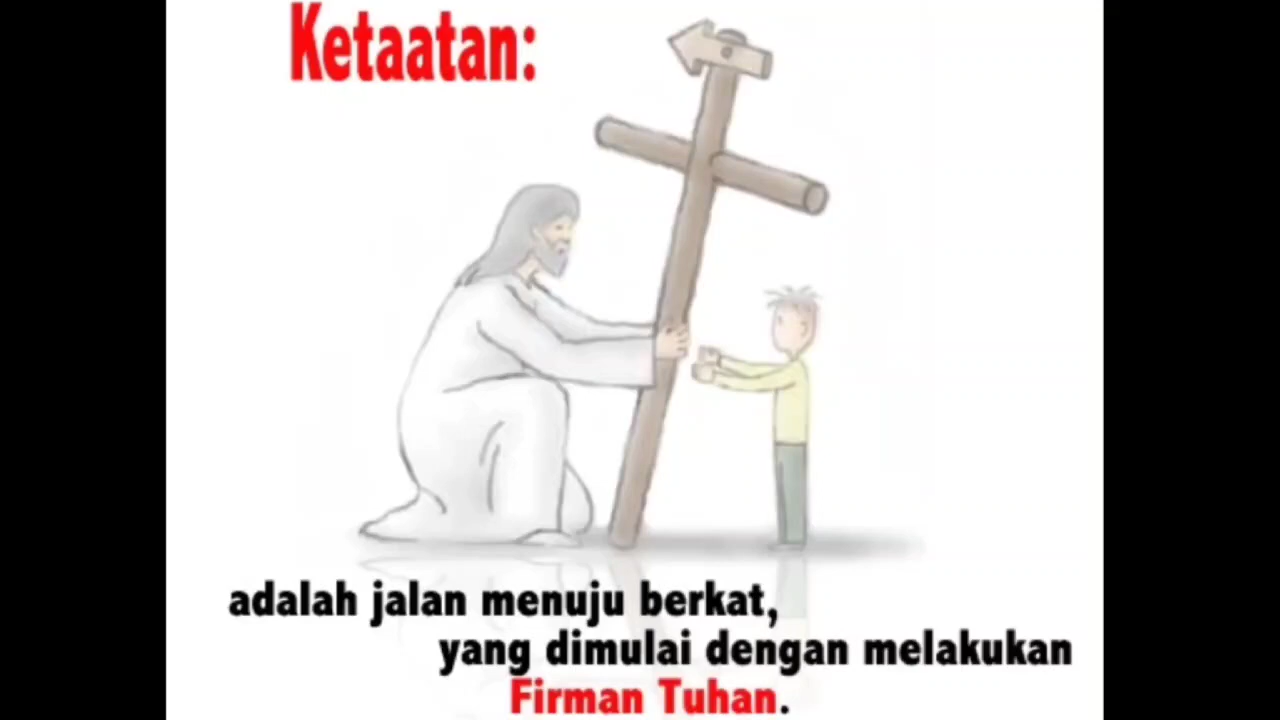 Ketaatan:
adalah jalan menuju berkat,
yang dimulai dengan melakukan
Firman Tuhan.